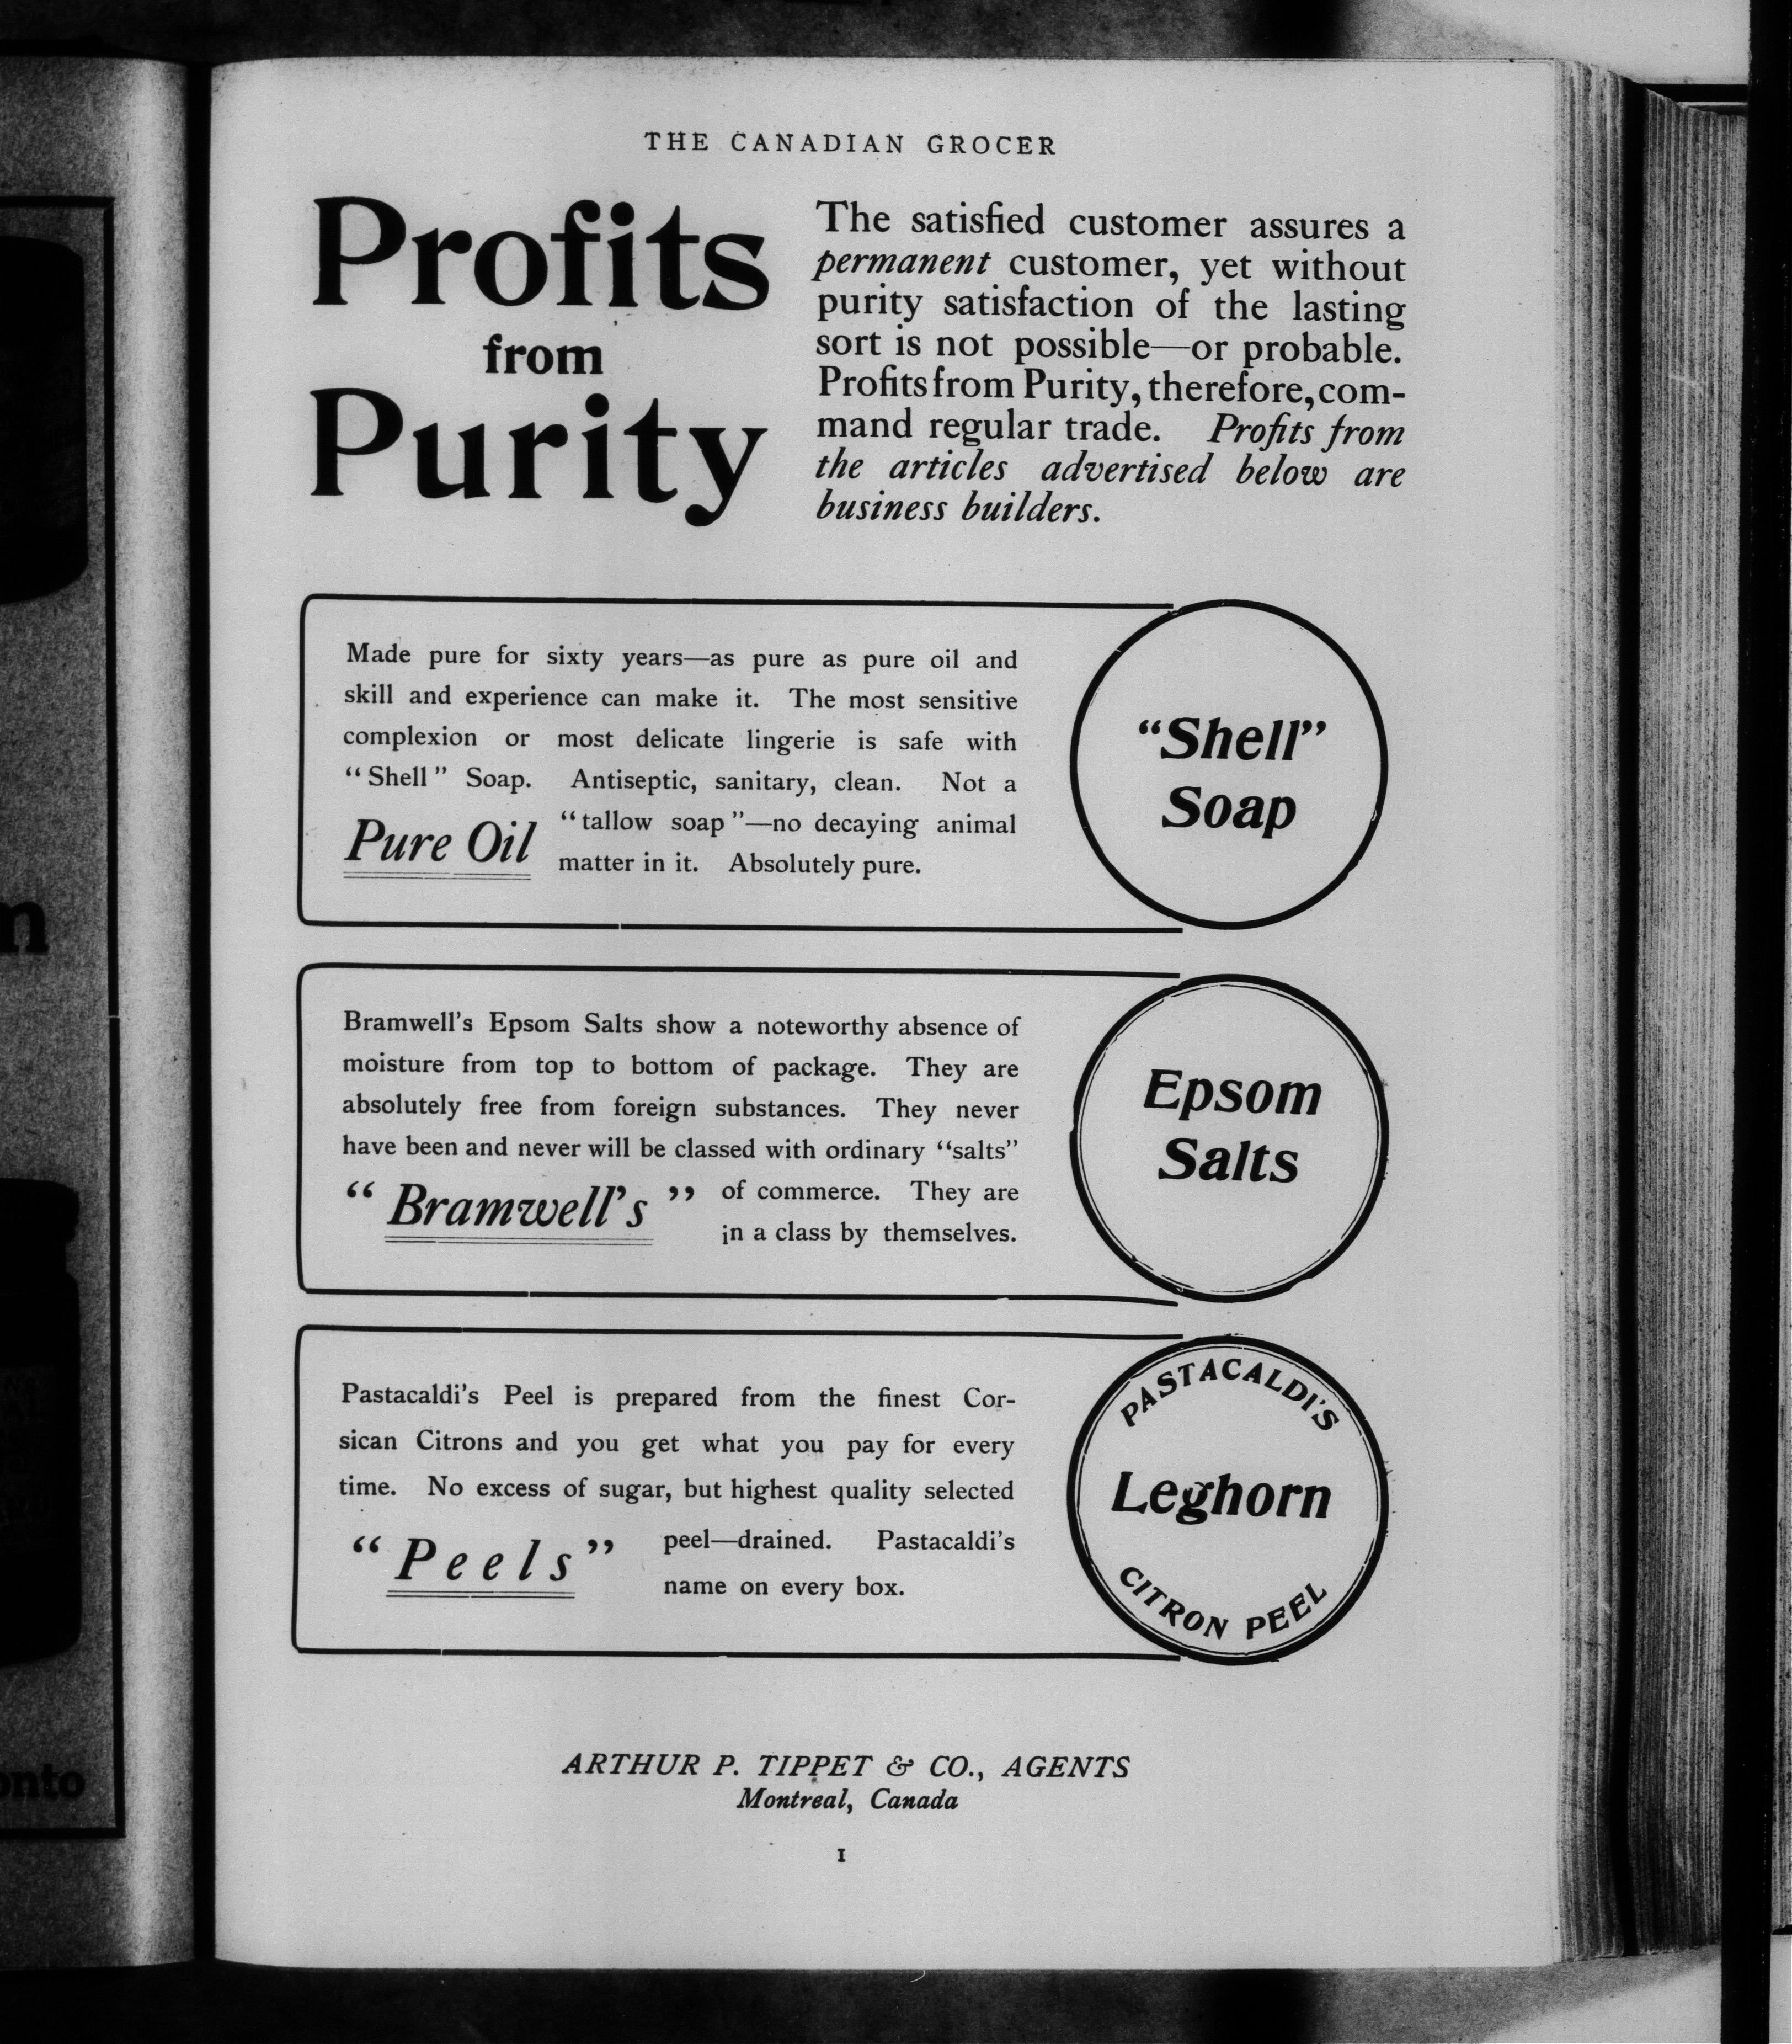 THE CANADIAN GROCER
Profits
from
Purity
The satisfied customer assures a
permanent customer, yet without
purity satisfaction of the lasting
sort is not possible—or probable.
Profits from Purity, therefore, com-
mand regular trade. Profits from
the articles advertised below are
business builders.
Made pure for sixty years—as pure as pure oil and
skill and experience can make it. The most sensitive
complexion or most delicate lingerie is safe with
"Shell" Soap. Antiseptic, sanitary, clean. Not a
Pure Oil
"tallow soap"—no decaying animal
matter in it. Absolutely pure.
"Shell"
Soap
Bramwell's Epsom Salts show a noteworthy absence of
moisture from top to bottom of package. They are
absolutely free from foreign substances. They never
have been and never will be classed with ordinary "salts"
"Bramwell's"
of commerce. They are
in a class by themselves.
Epsom
Salts
Pastacaldi's Peel is prepared from the finest Cor-
sican Citrons and you get what you pay for every
time. No excess of sugar, but highest quality selected
"Peels"
peel—drained. Pastacaldi's
name on every box.
PASTACALDI'S
Leghorn
CITRON PEEL
ARTHUR P. TIPPET & CO., AGENTS
Montreal, Canada
1